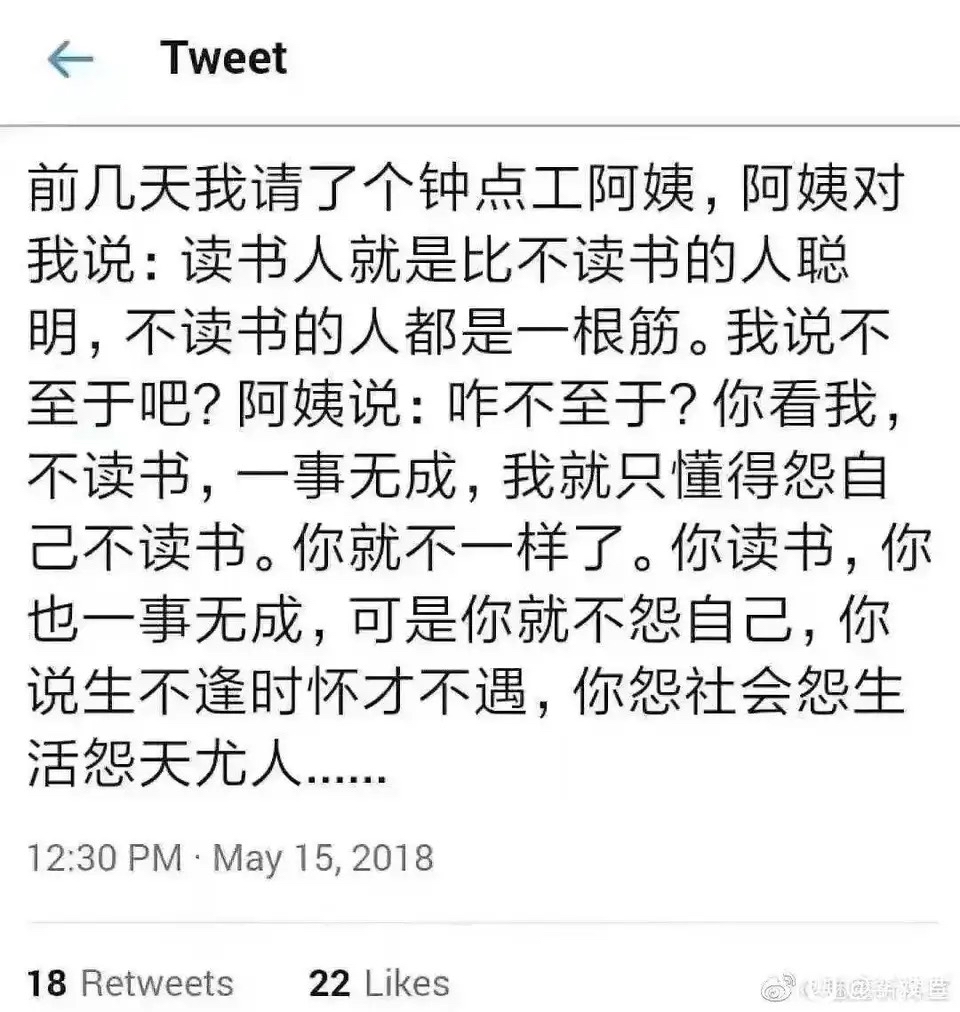 Tweet
前几天我请了个钟点工阿姨，阿姨对
我说：读书人就是比不读书的人聪
明，不读书的人都是一根筋。我说不
至于吧？阿姨说：咋不至于？你看我，
不读书，一事无成，我就只懂得怨自
己不读书。你就不一样了。你读书，你
也一事无成，可是你就不怨自己，你
说生不逢时怀才不遇，你怨社会怨生
活怨天尤人......
12:30 PM · May 15, 2018
18 Retweets 22 Likes